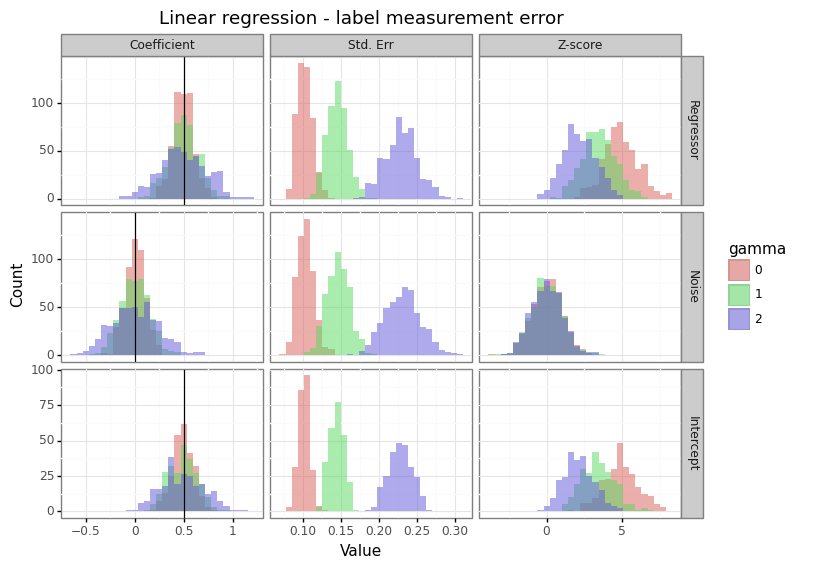 Linear regression - label measurement error
Coefficient
Std. Err
Z-score
100
50
0
Regressor
100
50
0
Noise
100
75
50
25
0
Intercept
−0.5
0
0.5
1
0.10
0.15
0.20
0.25
0.30
0
5
Value
Count
gamma
0
1
2